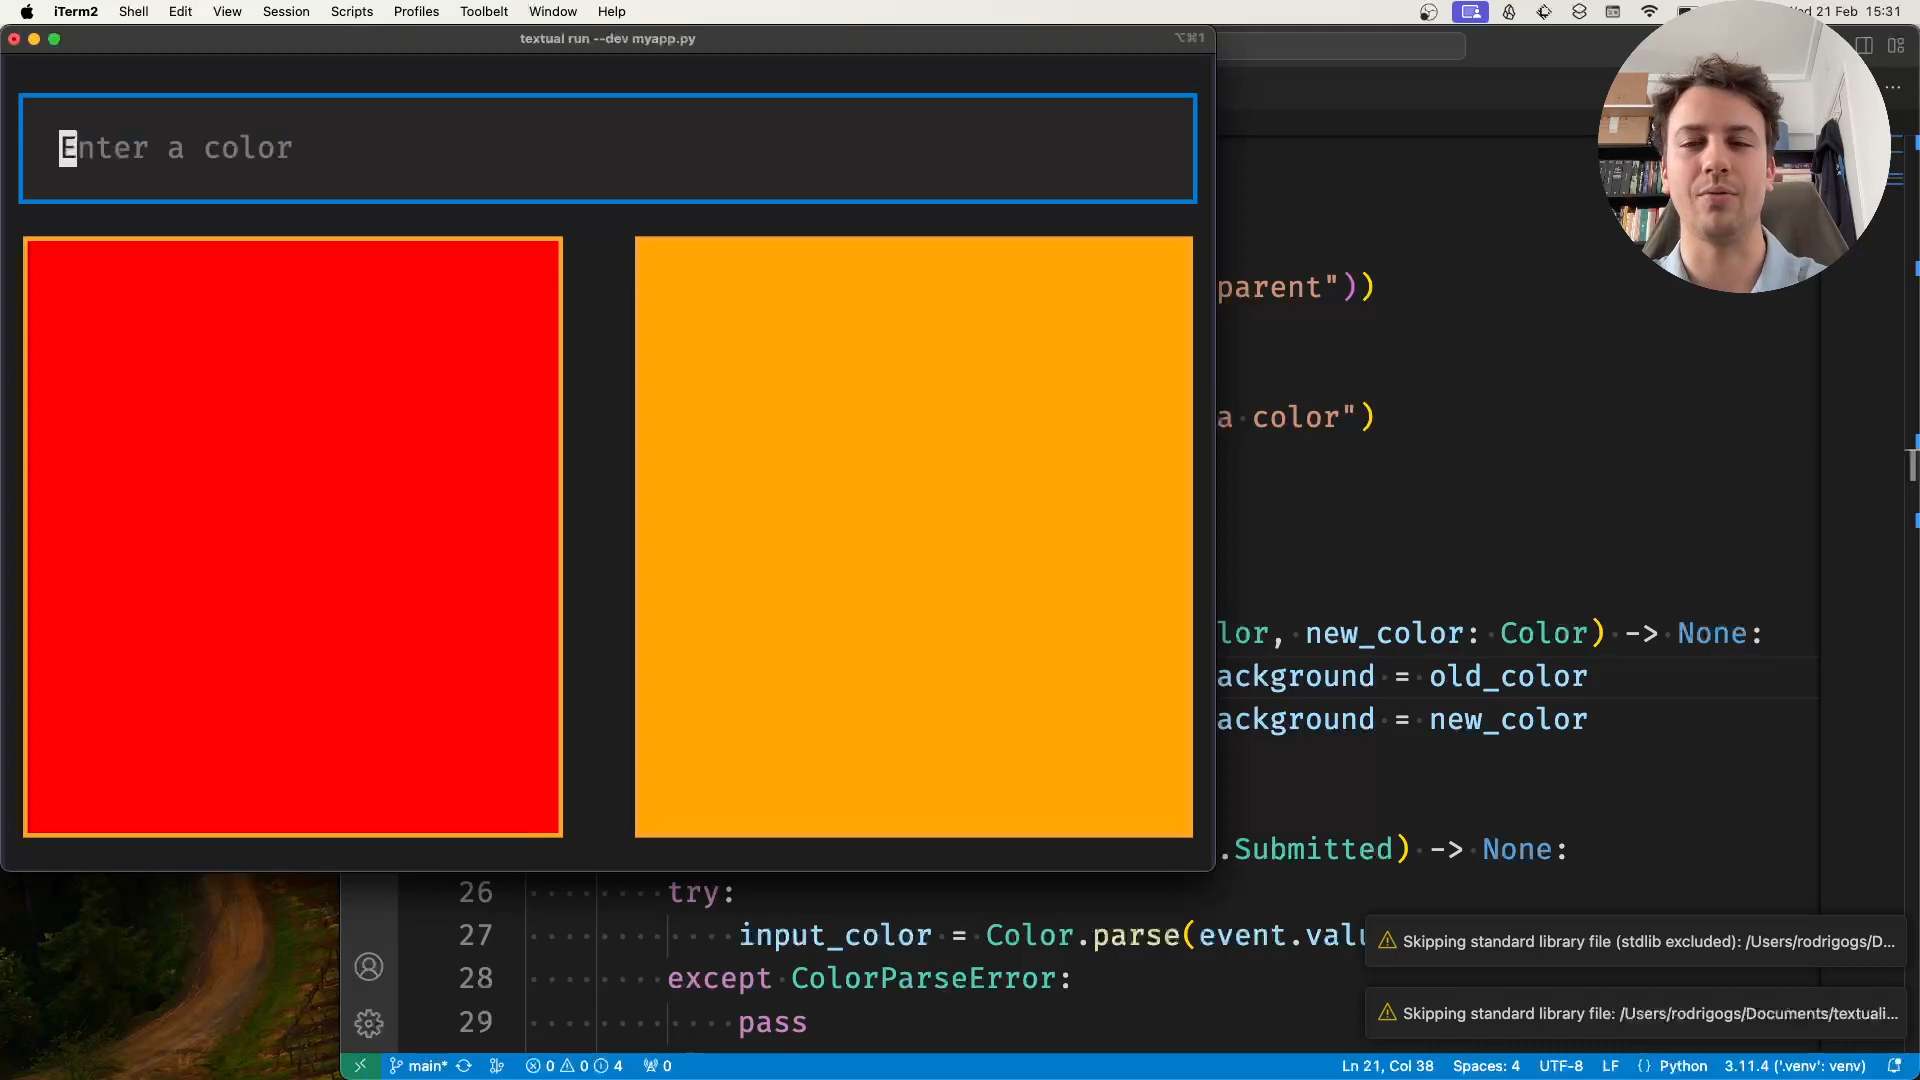 iTerm2 Shell Edit View Session Scripts Profiles Toolbelt Window Help
d 21 Feb 15:31
textual run --dev myapp.py
⌥⌘1
Enter a color
parent"))
a color")
lor, new_color: Color) -> None:
ackground = old_color
ackground = new_color
.Submitted) -> None:
26 try:
27 input_color = Color.parse(event.valu
28 except ColorParseError:
29 pass
Skipping standard library file (stdlib excluded): /Users/rodrigogs/D...
Skipping standard library file: /Users/rodrigogs/Documents/textuali...
main* 0 0 4 0 Ln 21, Col 38 Spaces: 4 UTF-8 LF {} Python 3.11.4 ('.venv': venv)